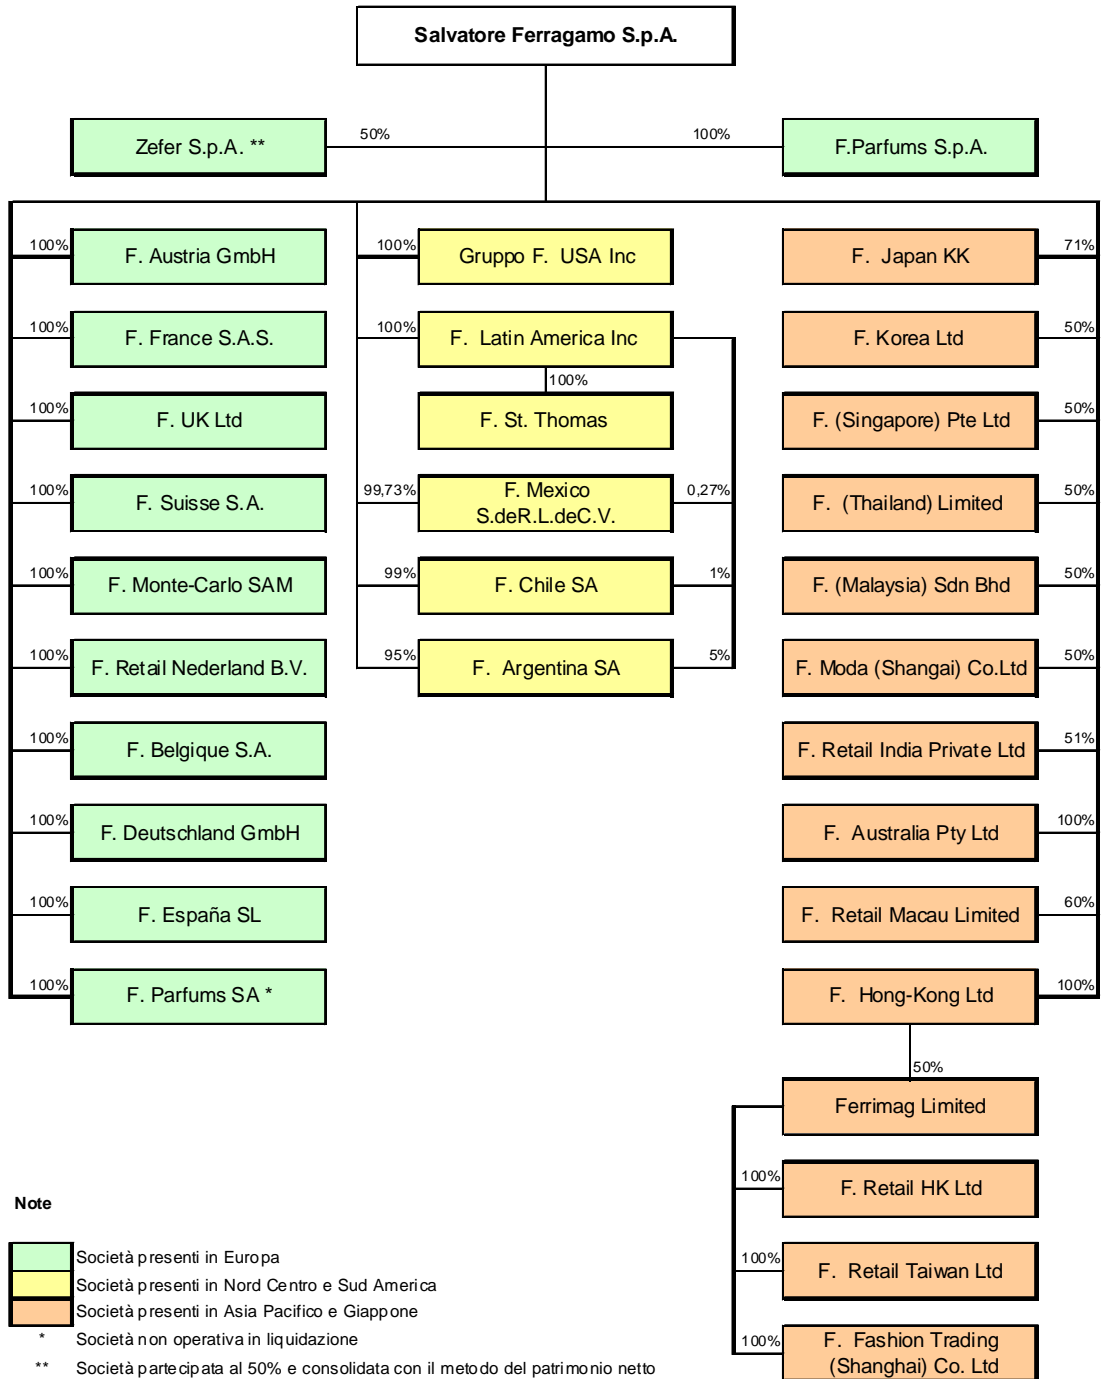 Salvatore Ferragamo S.p.A.
Zefer S.p.A. **
50%
100%
F.Parfums S.p.A.
100%
F. Austria GmbH
100%
Gruppo F. USA Inc
F. Japan KK
71%
100%
F. France S.A.S.
100%
F. Latin America Inc
F. Korea Ltd
50%
100%
100%
F. UK Ltd
F. St. Thomas
F. (Singapore) Pte Ltd
50%
100%
F. Suisse S.A.
99,73%
F. Mexico
S.deR.L.deC.V.
0,27%
F. (Thailand) Limited
50%
100%
F. Monte-Carlo SAM
99%
F. Chile SA
1%
F. (Malaysia) Sdn Bhd
50%
100%
F. Retail Nederland B.V.
95%
F. Argentina SA
5%
F. Moda (Shangai) Co.Ltd
50%
100%
F. Belgique S.A.
F. Retail India Private Ltd
51%
100%
F. Deutschland GmbH
F. Australia Pty Ltd
100%
100%
F. España SL
F. Retail Macau Limited
60%
100%
F. Parfums SA *
F. Hong-Kong Ltd
100%
50%
Ferrimag Limited
100%
F. Retail HK Ltd
100%
F. Retail Taiwan Ltd
100%
F. Fashion Trading
(Shanghai) Co. Ltd
Note
Società presenti in Europa
Società presenti in Nord Centro e Sud America
Società presenti in Asia Pacifico e Giappone
* Società non operativa in liquidazione
** Società partecipata al 50% e consolidata con il metodo del patrimonio netto